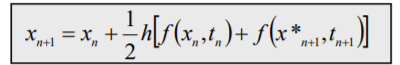 x_{n+1} = x_n + \frac{1}{2} h[f(x_n, t_n) + f(x*_{n+1}, t_{n+1})]